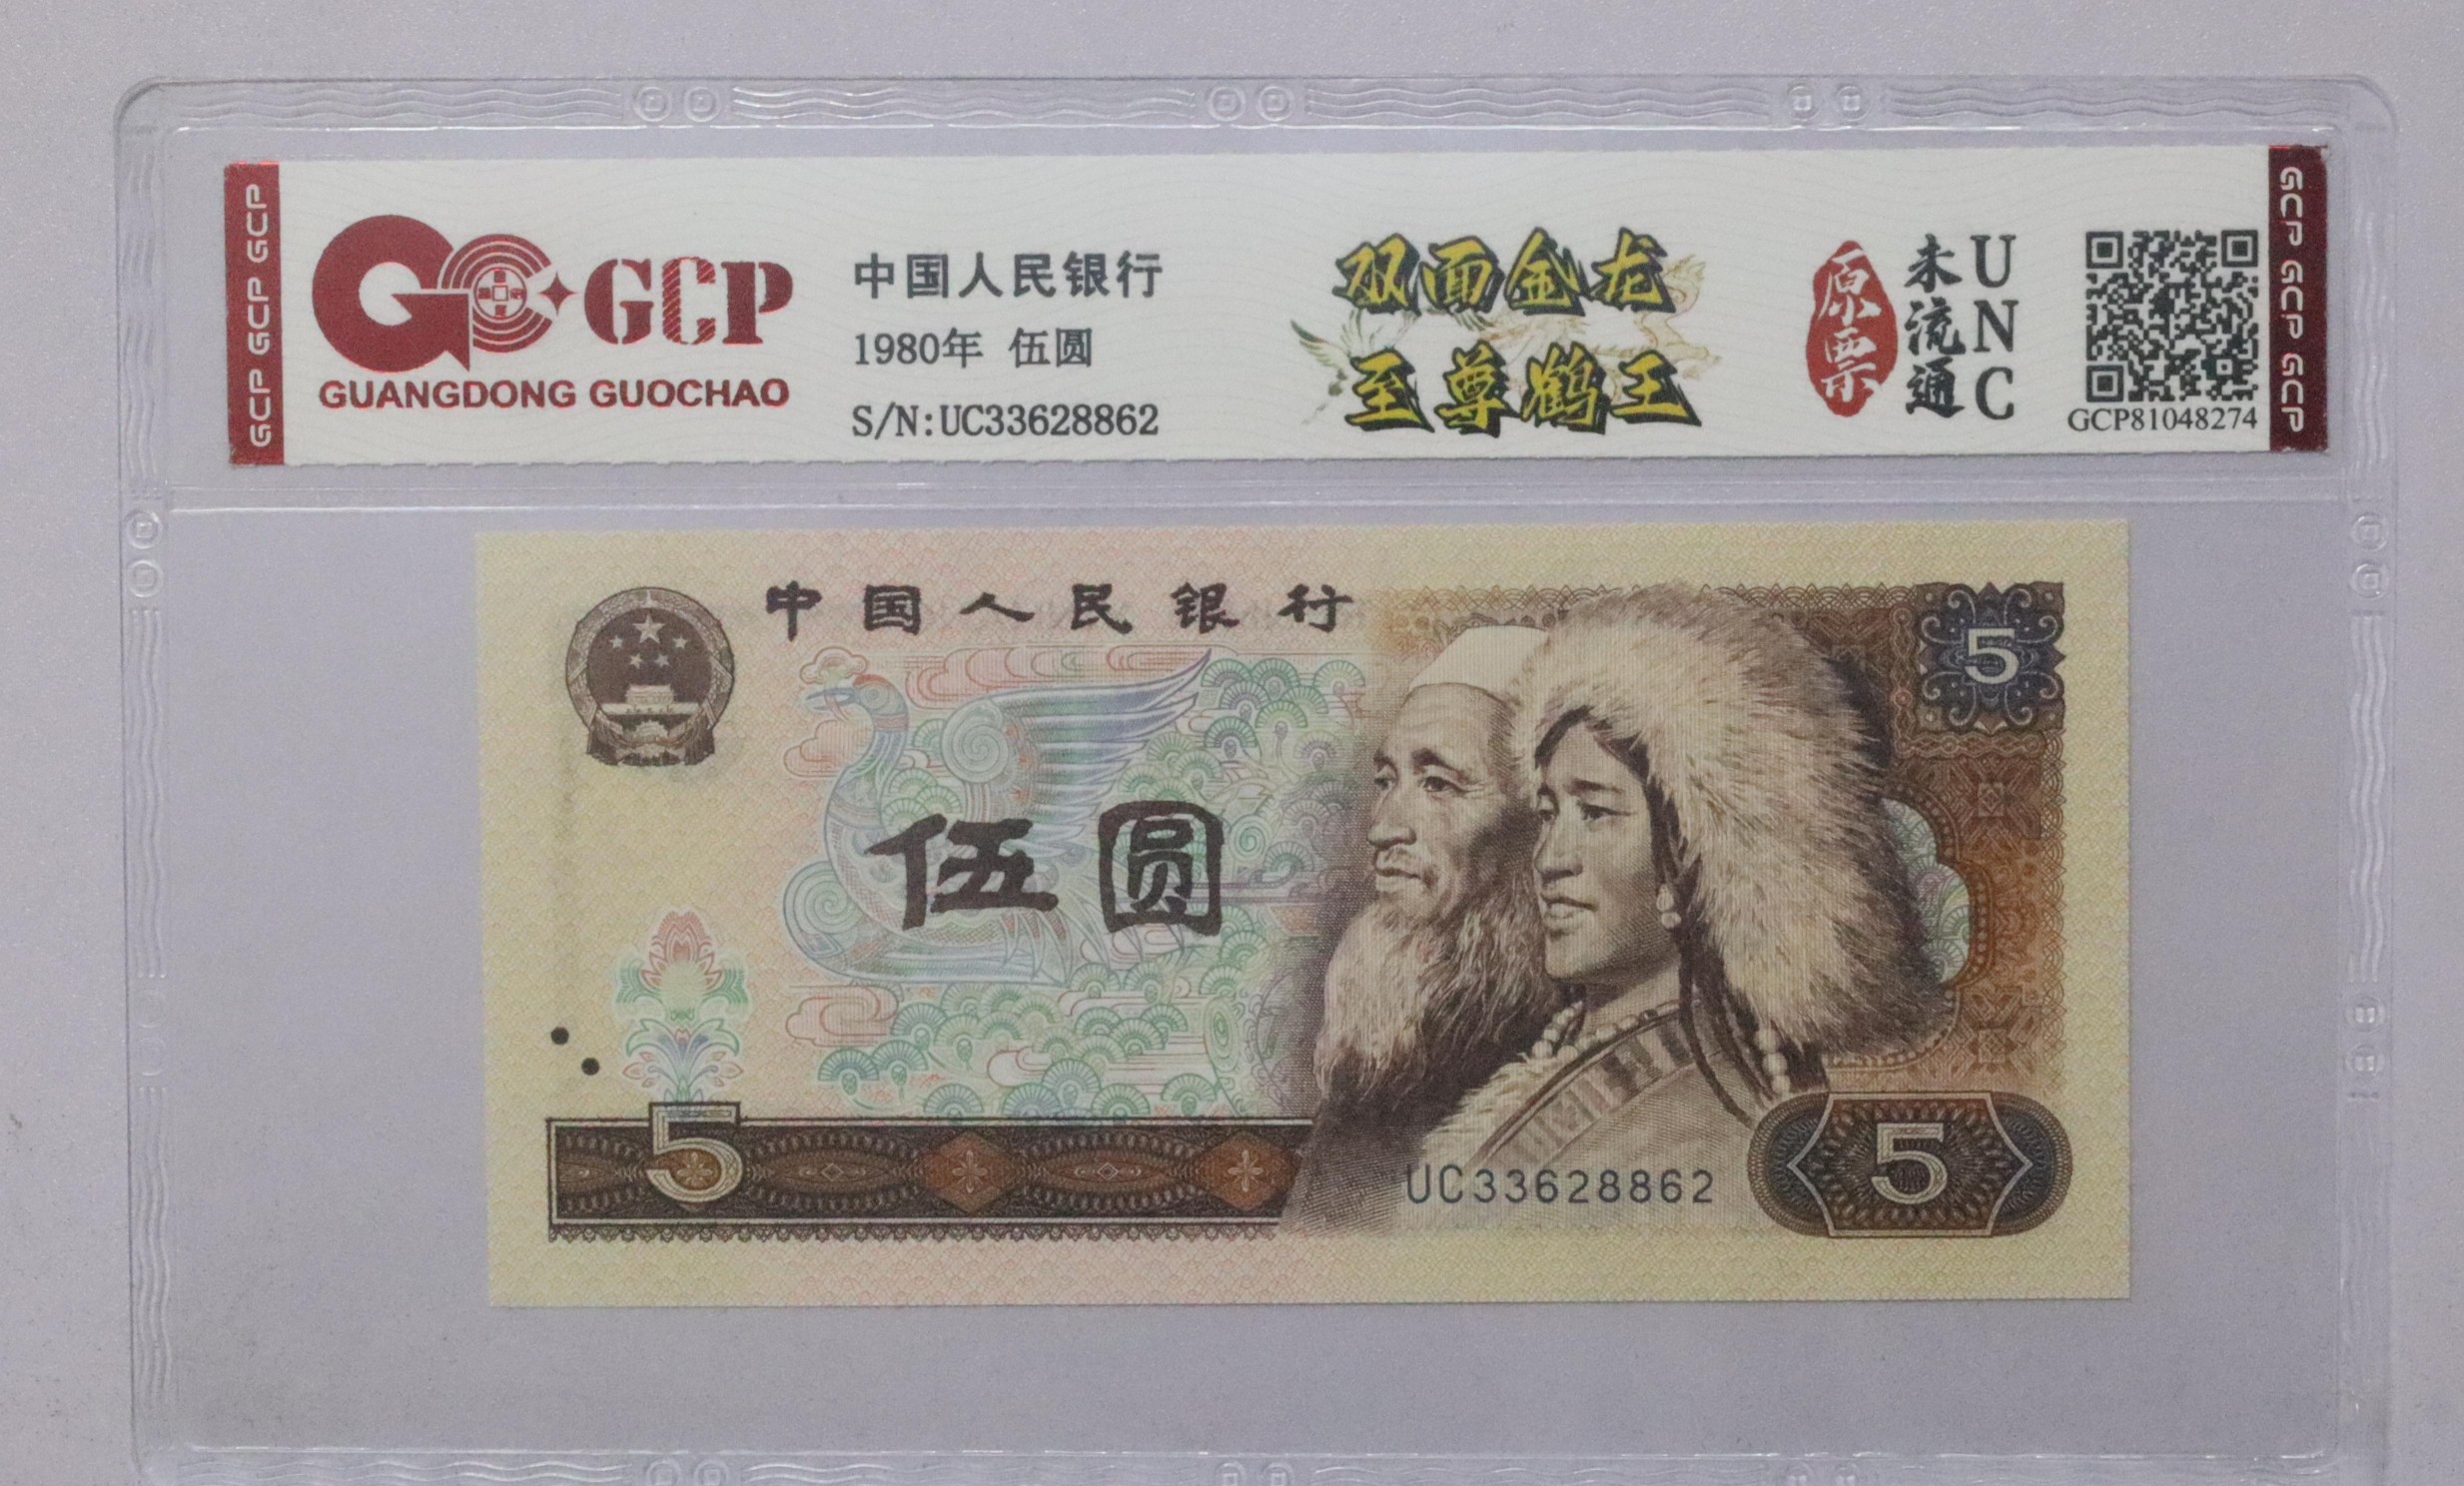 GCP GCP GCP
GCP
GUANGDONG GUOCHAO
中国人民银行
1980年 伍圆
S/N:UC33628862
双面金龙
至尊鹤王
原票
未流通
UNC
GCP81048274
GCP GCP GCP
中国人民银行
5
伍圆
5
UC33628862
5